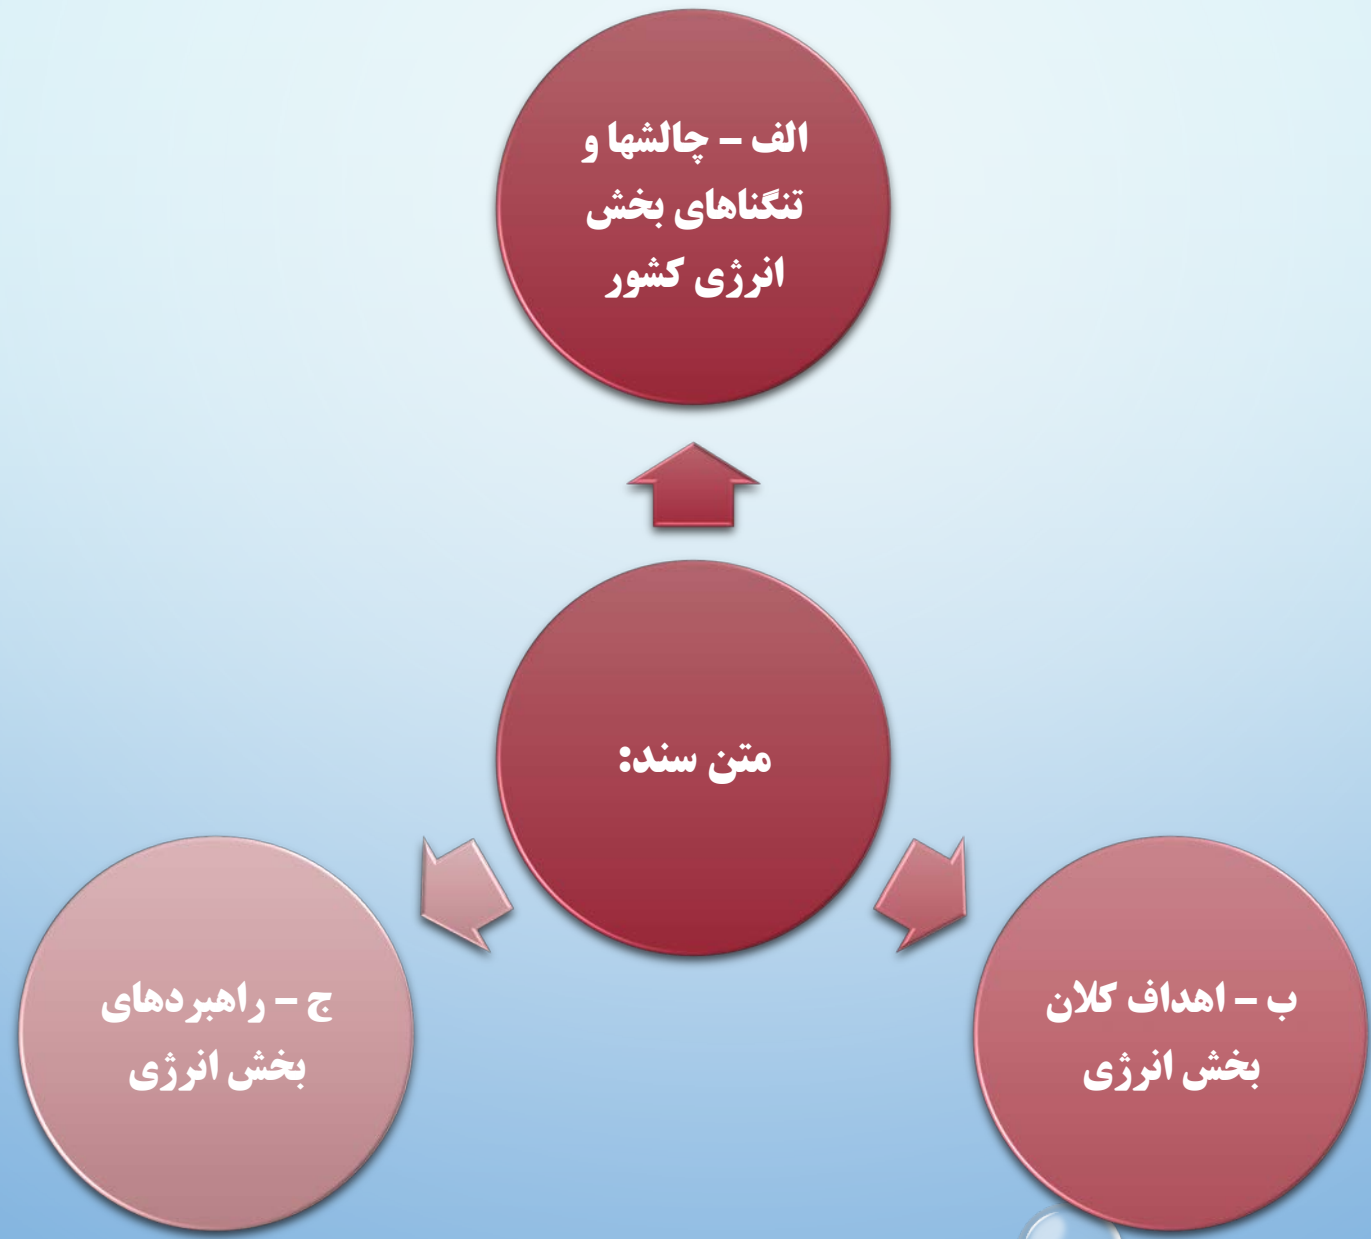 الف – چالشها و
تنگناهای بخش
انرژی کشور
متن سند:
ب – اهداف کلان
بخش انرژی
ج – راهبردهای
بخش انرژی